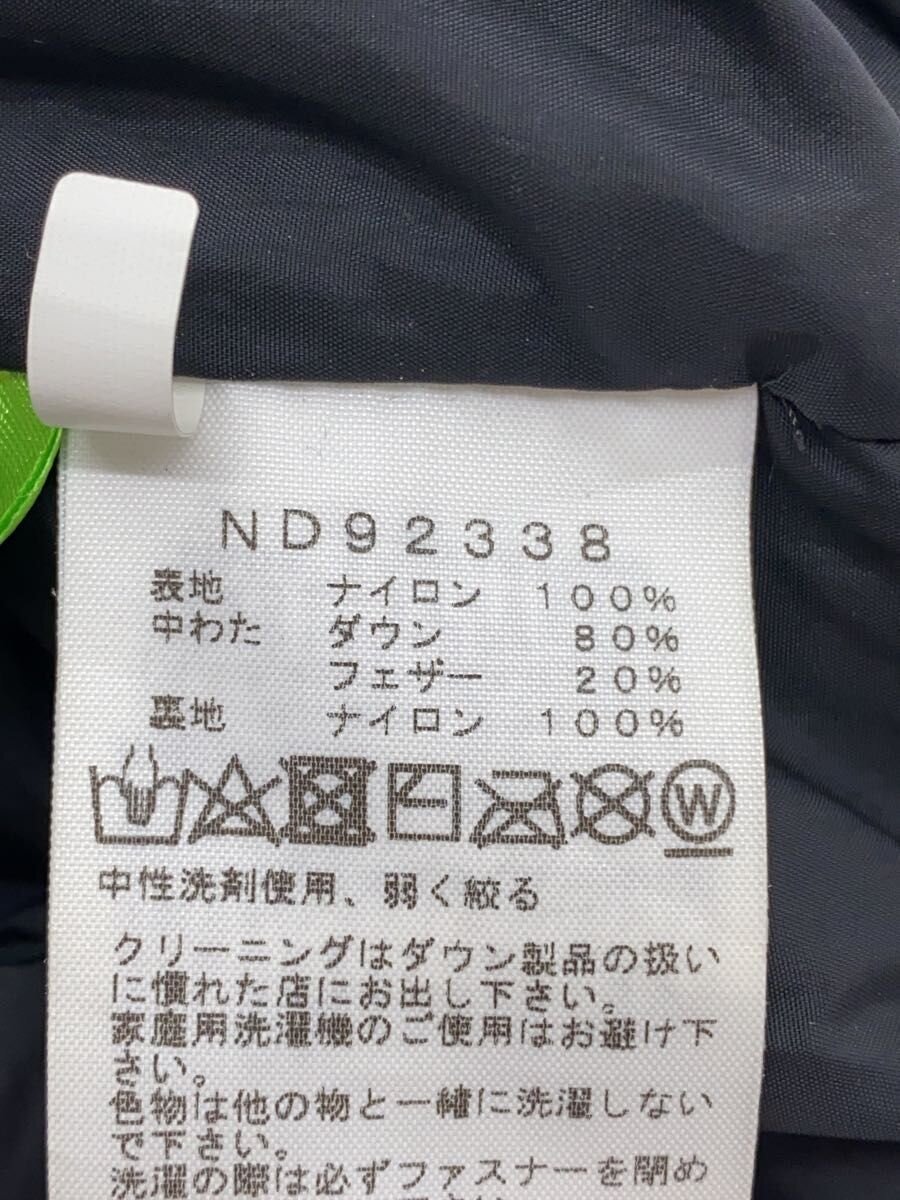 ND92338
表地 ナイロン 100%
中わた ダウン 80%
フェザー 20%
裏地 ナイロン 100%
W
中性洗剤使用、弱く絞る
クリーニングはダウン製品の扱い
に慣れた店にお出し下さい。
家庭用洗濯機のご使用はお避け下
さい。
色物は他の物と一緒に洗濯しない
で下さい。
洗濯の際は必ずファスナーを閉め